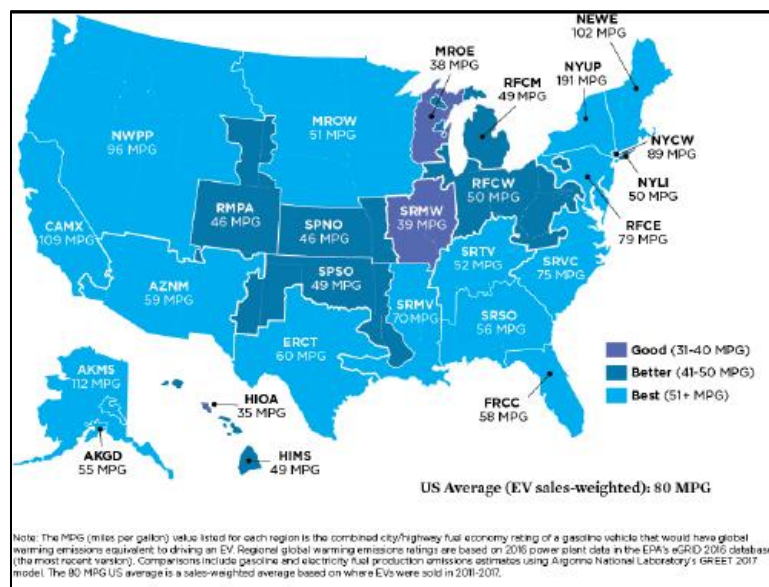 NEWE
102 MPG
MROE
38 MPG
RFCM
49 MPG
NYUP
191 MPG
NWPP
96 MPG
MROW
51 MPG
NYCW
89 MPG
NYLI
50 MPG
RFCW
50 MPG
RMPA
46 MPG
SPNO
46 MPG
SRMW
39 MPG
RFCE
79 MPG
CAMX
109 MPG
SRTV
52 MPG
SRVC
75 MPG
AZNM
59 MPG
SPSO
49 MPG
SRMV
70 MPG
SRSO
56 MPG
ERCT
60 MPG
Good (31-40 MPG)
Better (41-50 MPG)
Best (51+ MPG)
AKMS
112 MPG
HIOA
35 MPG
FRCC
58 MPG
AKGD
55 MPG
HIMS
49 MPG
US Average (EV sales-weighted): 80 MPG
Note: The MPG (miles per gallon) value listed for each region is the combined city/highway fuel economy rating of a gasoline vehicle that would have global
warming emissions equivalent to driving an EV. Regional global warming emissions ratings are based on 2016 power plant data in the EPA's eGRID 2016 database
(the most recent version). Comparisons include gasoline and electricity fuel production emissions estimates using Argonne National Laboratory's GREET 2017
model. The 80 MPG US average is a sales-weighted average based on where EVs were sold in 2011-2017.